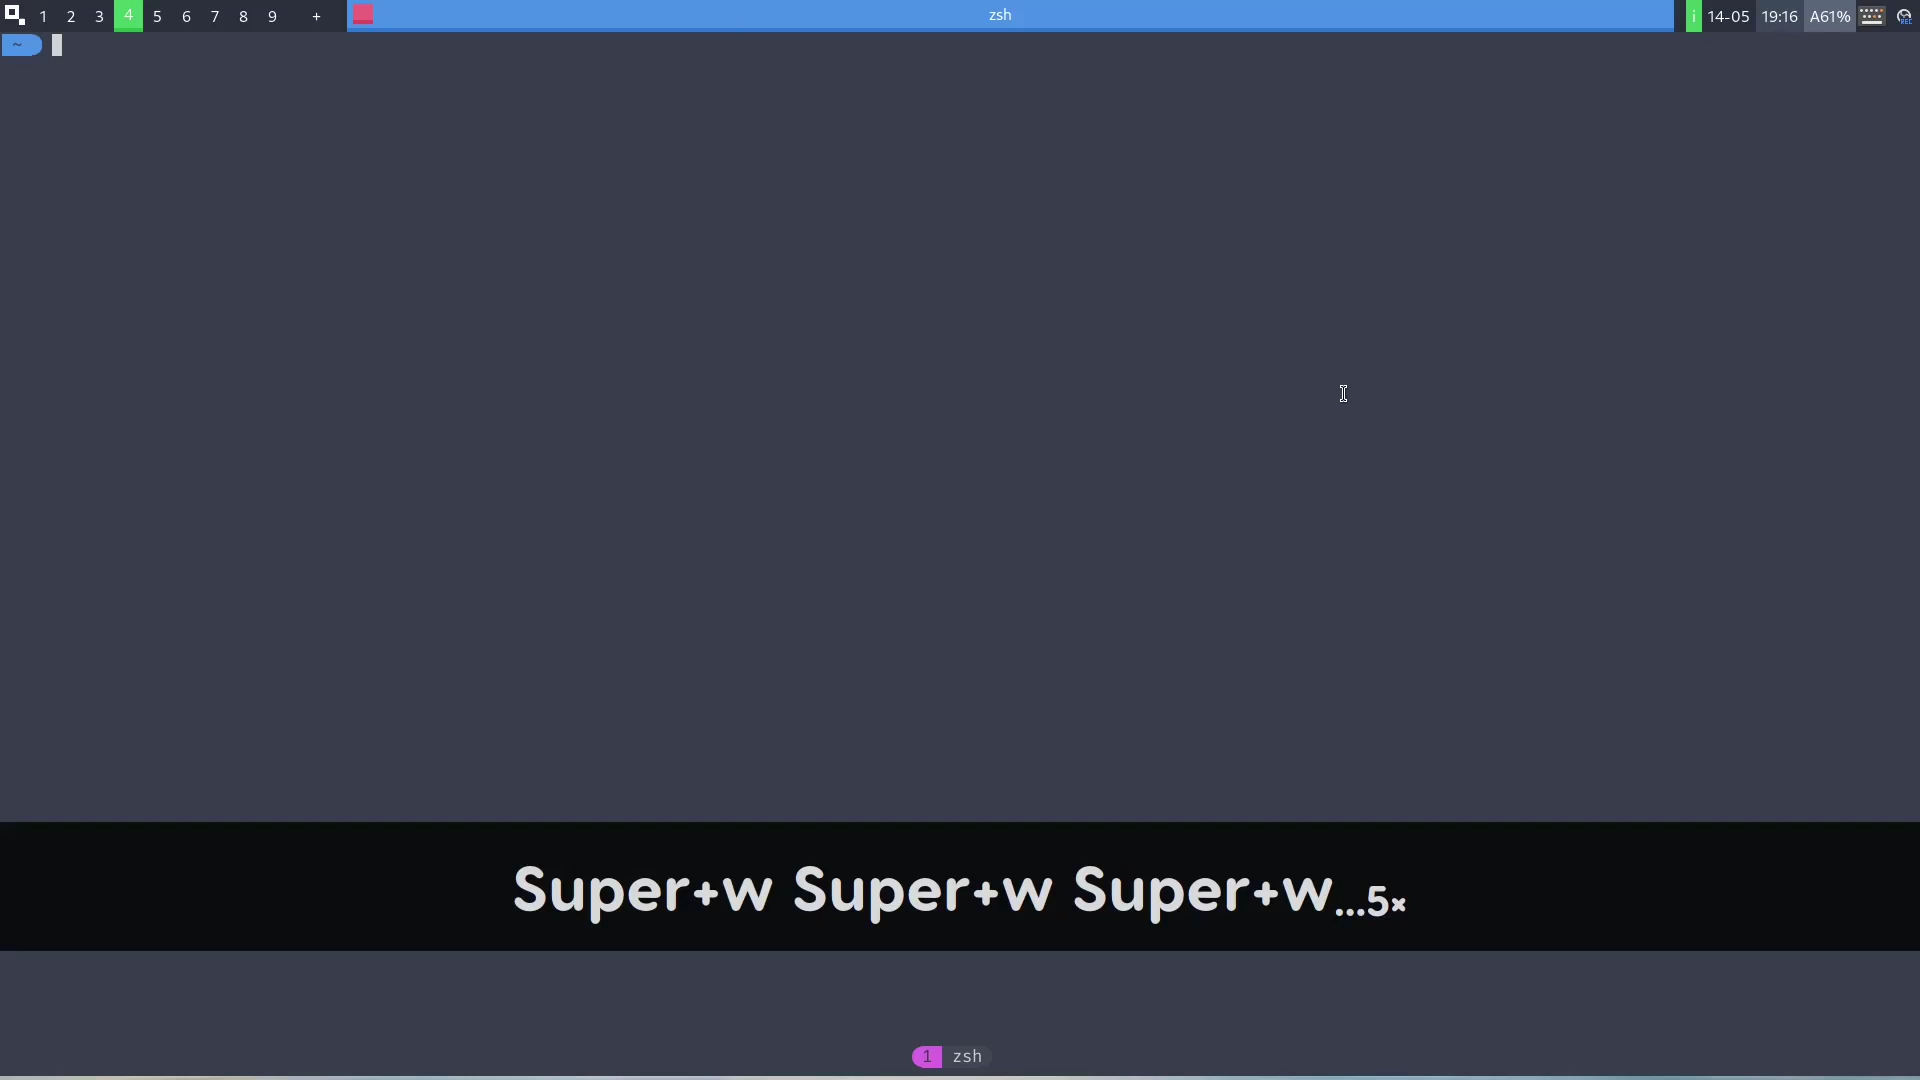 1 2 3 4 5 6 7 8 9 + zsh i 14-05 19:16 A61%
~
Super+w Super+w Super+w...5×
1 zsh